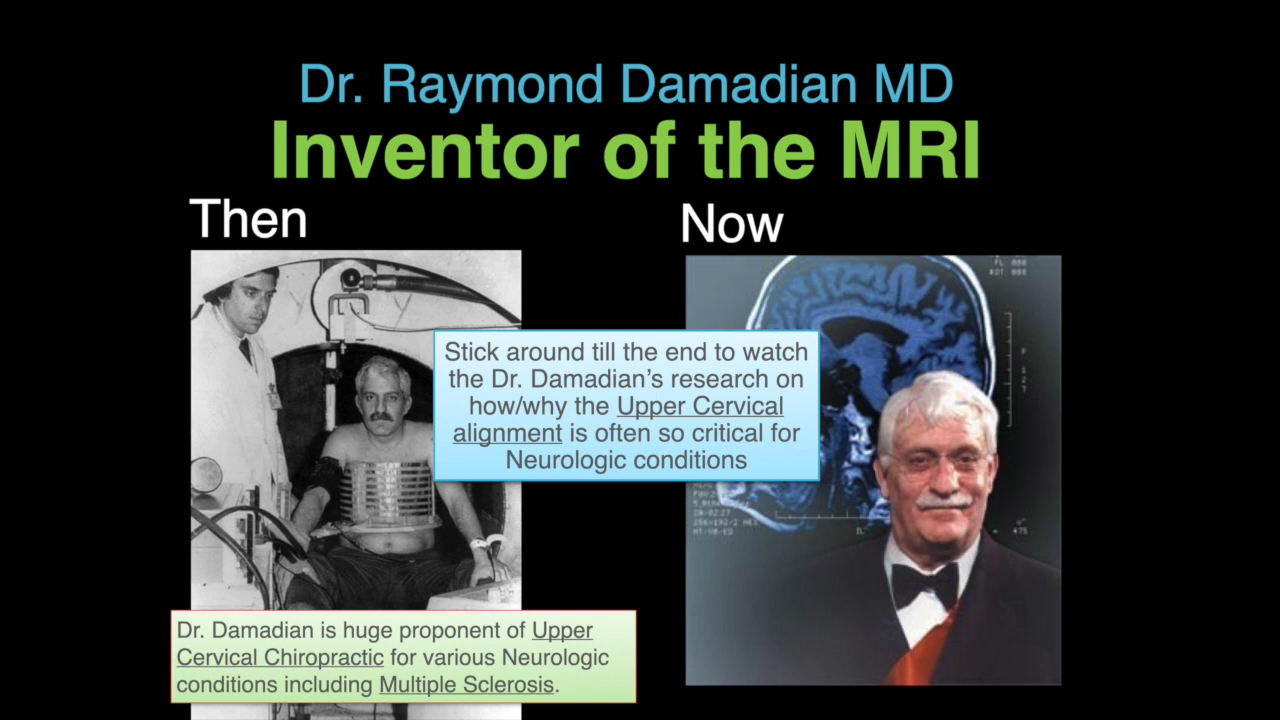 Dr. Raymond Damadian MD
Inventor of the MRI
Then
Now
Stick around till the end to watch
the Dr. Damadian’s research on
how/why the Upper Cervical
alignment is often so critical for
Neurologic conditions
Dr. Damadian is huge proponent of Upper
Cervical Chiropractic for various Neurologic
conditions including Multiple Sclerosis.